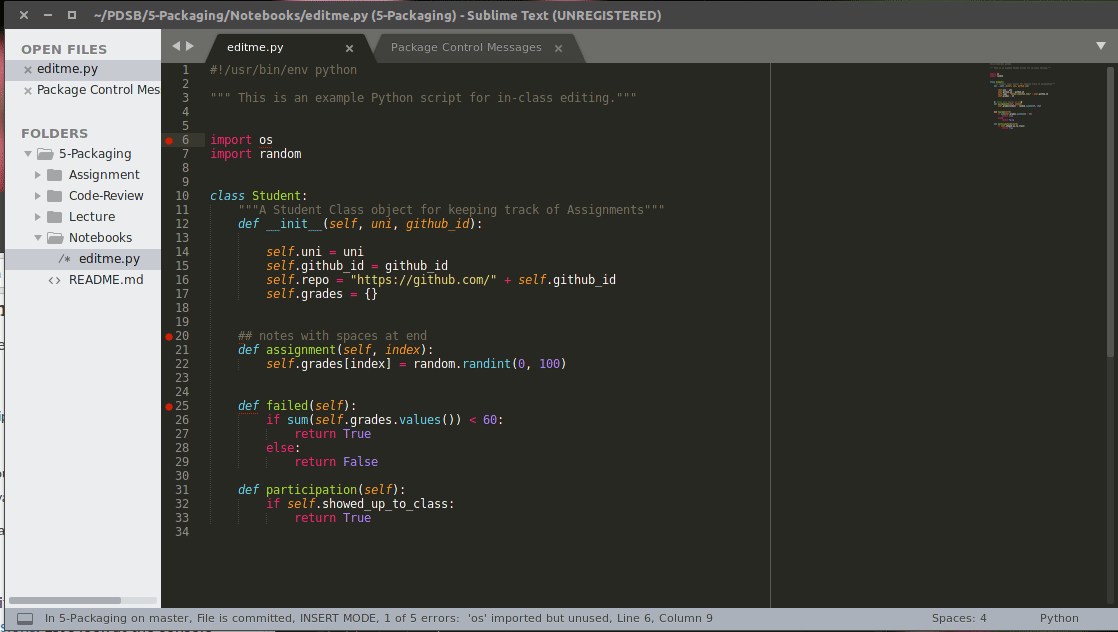 ~/PDSB/5-Packaging/Notebooks/editme.py (5-Packaging) - Sublime Text (UNREGISTERED)
OPEN FILES
editme.py
Package Control Mes
FOLDERS
5-Packaging
Assignment
Code-Review
Lecture
Notebooks
/* editme.py
<> README.md
editme.py
Package Control Messages
1 #!/usr/bin/env python
2
3 """ This is an example Python script for in-class editing."""
4
5
6 import os
7 import random
8
9
10 class Student:
11     """A Student Class object for keeping track of Assignments"""
12     def __init__(self, uni, github_id):
13
14         self.uni = uni
15         self.github_id = github_id
16         self.repo = "https://github.com/" + self.github_id
17         self.grades = {}
18
19
20     ## notes with spaces at end
21     def assignment(self, index):
22         self.grades[index] = random.randint(0, 100)
23
24
25     def failed(self):
26         if sum(self.grades.values()) < 60:
27             return True
28         else:
29             return False
30
31     def participation(self):
32         if self.showed_up_to_class:
33             return True
34
In 5-Packaging on master, File is committed, INSERT MODE, 1 of 5 errors:  'os' imported but unused, Line 6, Column 9
Spaces: 4
Python